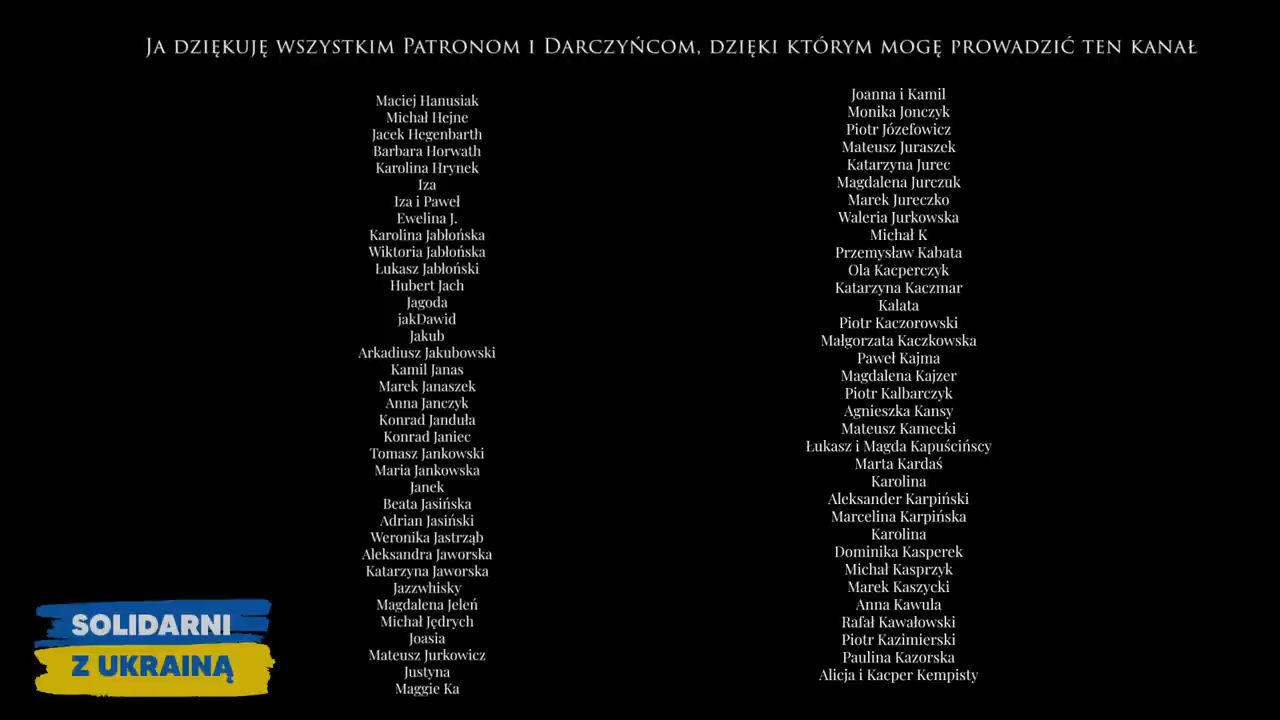 Ja dziękuję wszystkim Patronom i Darczyńcom, dzięki którym mogę prowadzić ten kanał
Maciej Hanusiak
Michał Hejne
Jacek Hegenbarth
Barbara Horwath
Karolina Hrynek
Iza
Iza i Paweł
Ewelina J.
Karolina Jabłońska
Wiktoria Jabłońska
Łukasz Jabłoński
Hubert Jach
Jagoda
jakDawid
Jakub
Arkadiusz Jakubowski
Kamil Janas
Marek Janaszek
Anna Janczyk
Konrad Janduła
Konrad Janiec
Tomasz Jankowski
Maria Jankowska
Janek
Beata Jasińska
Adrian Jasiński
Weronika Jastrząb
Aleksandra Jaworska
Katarzyna Jaworska
Jazzwhisky
Magdalena Jeleń
Michał Jędrych
Joasia
Mateusz Jurkowicz
Justyna
Maggie Ka
Joanna i Kamil
Monika Jonczyk
Piotr Józefowicz
Mateusz Juraszek
Katarzyna Jurec
Magdalena Jurczuk
Marek Jureczko
Waleria Jurkowska
Michał K
Przemysław Kabata
Ola Kacperczyk
Katarzyna Kaczmar
Kalata
Piotr Kaczorowski
Małgorzata Kaczkowska
Paweł Kajma
Magdalena Kajzer
Piotr Kalbarczyk
Agnieszka Kansy
Mateusz Kamecki
Łukasz i Magda Kapuścińscy
Marta Kardaś
Karolina
Aleksander Karpiński
Marcelina Karpińska
Karolina
Dominika Kasperek
Michał Kasprzyk
Marek Kaszycki
Anna Kawula
Rafał Kawałowski
Piotr Kazimierski
Paulina Kazorska
Alicja i Kacper Kempisty
SOLIDARNI
Z UKRAINĄ